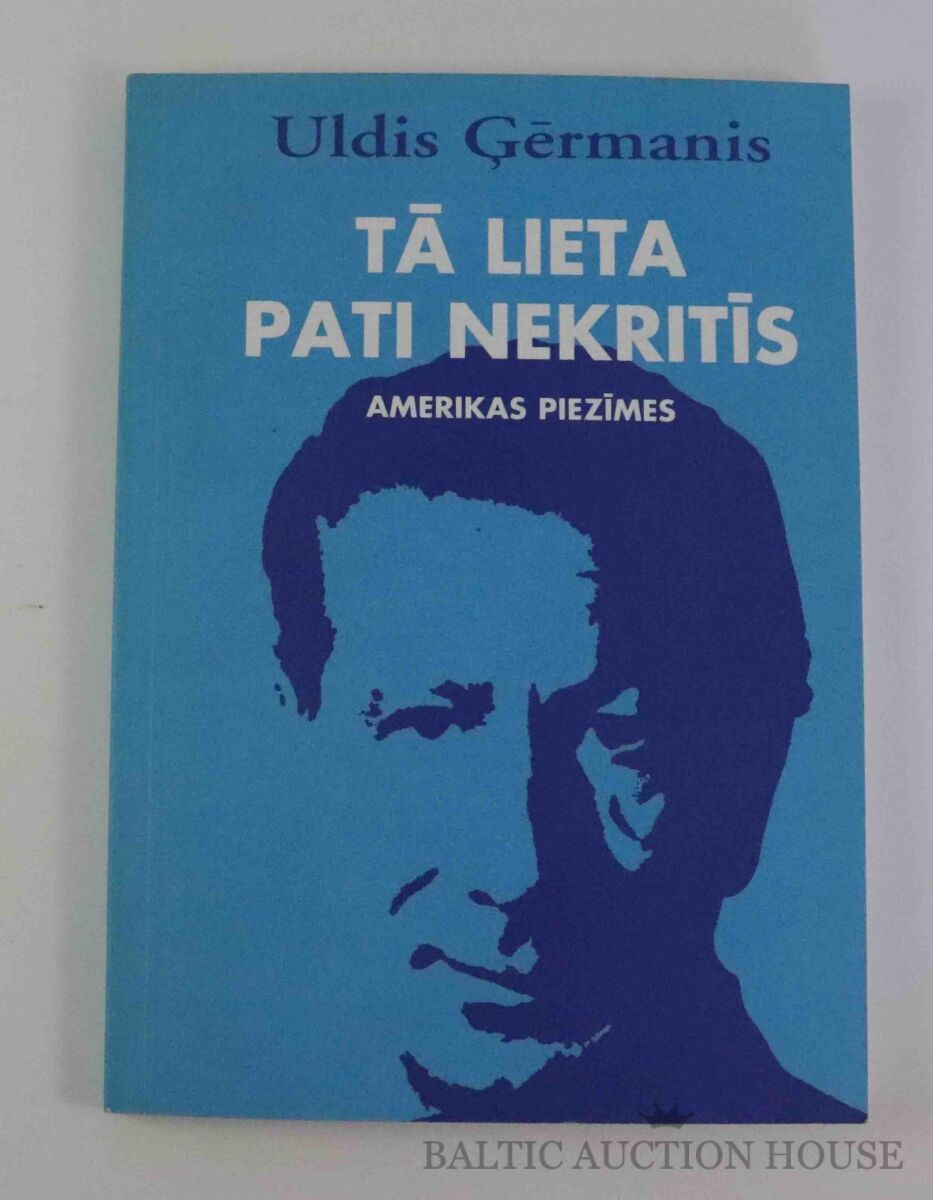 Uldis Ģērmanis
TĀ LIETA
PATI NEKRITĪS
AMERIKAS PIEZĪMES
BALTIC AUCTION HOUSE